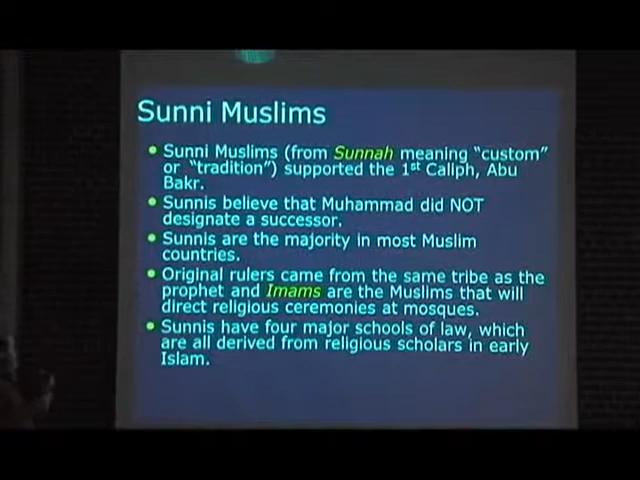 Sunni Muslims
• Sunni Muslims (from Sunnah meaning “custom”
or “tradition”) supported the 1st Caliph, Abu
Bakr.
• Sunnis believe that Muhammad did NOT
designate a successor.
• Sunnis are the majority in most Muslim
countries.
• Original rulers came from the same tribe as the
prophet and Imams are the Muslims that will
direct religious ceremonies at mosques.
• Sunnis have four major schools of law, which
are all derived from religious scholars in early
Islam.